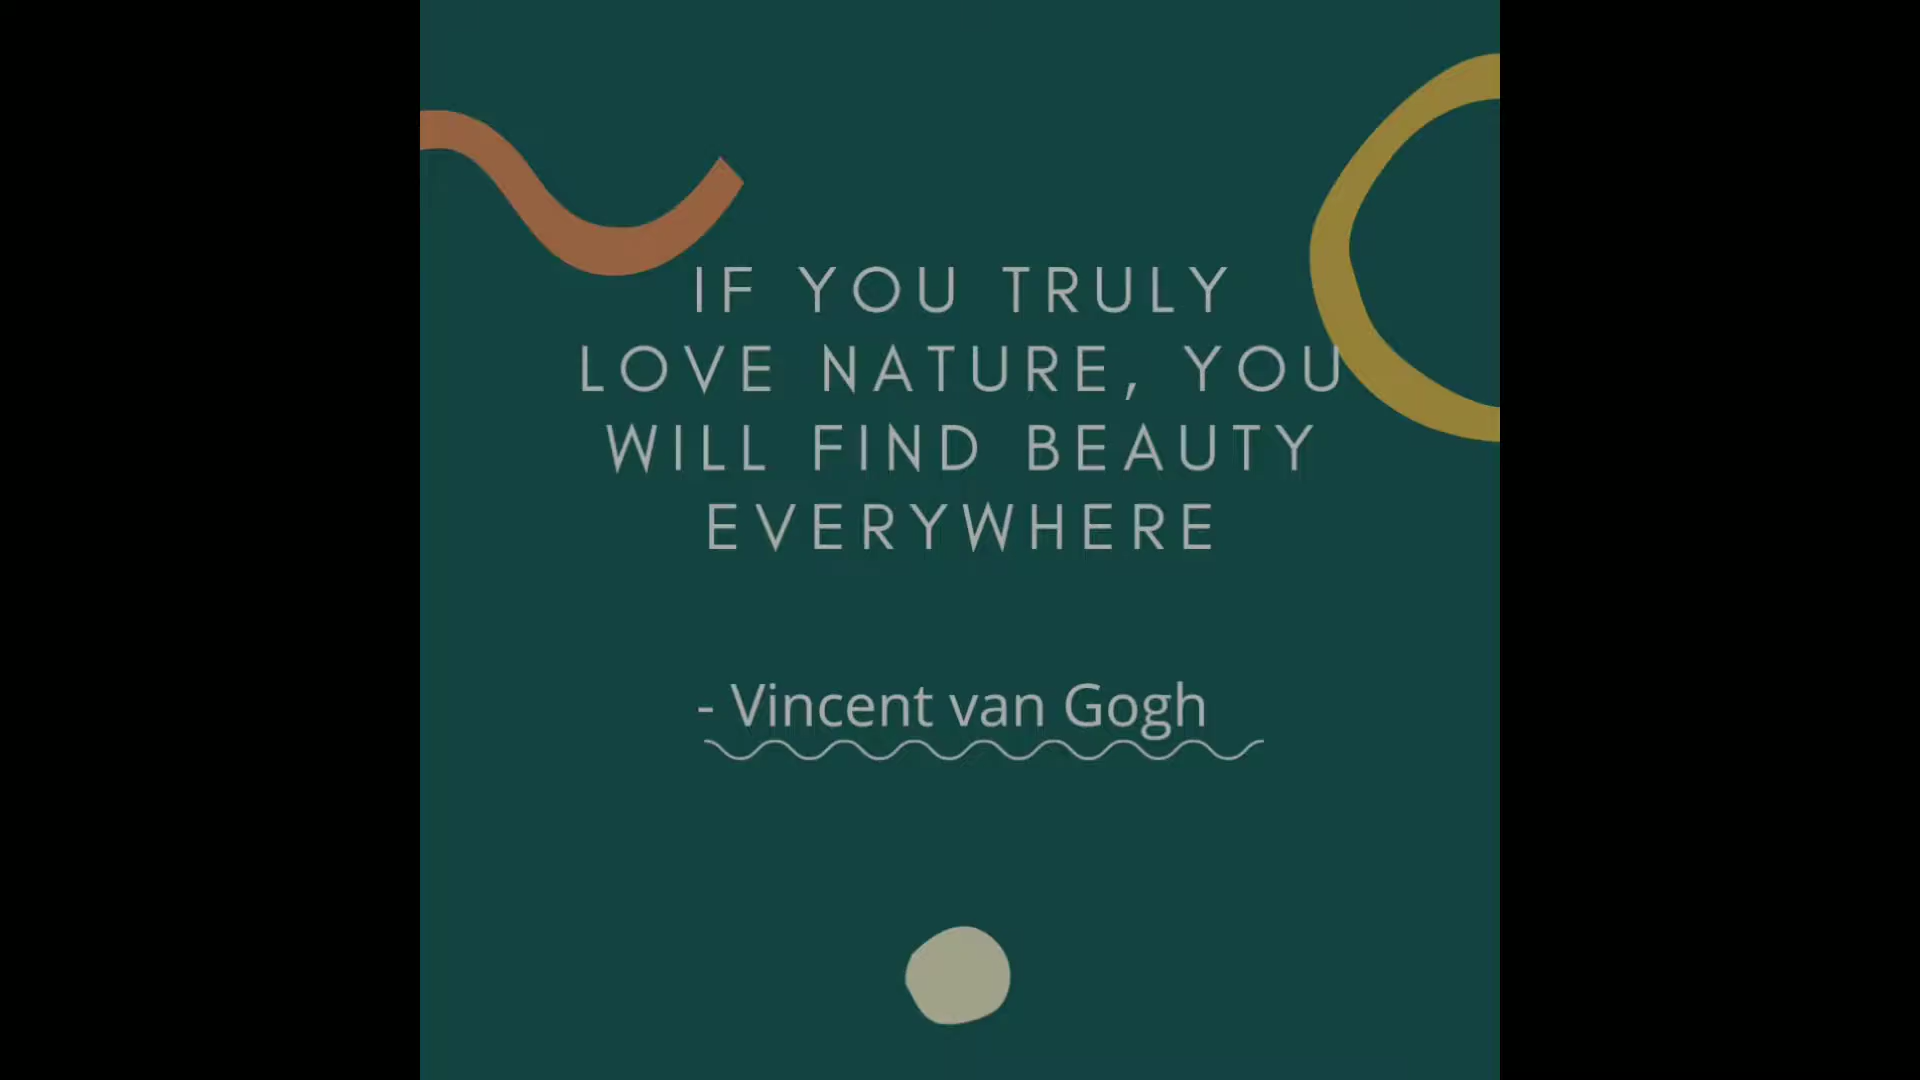 IF YOU TRULY
LOVE NATURE, YOU
WILL FIND BEAUTY
EVERYWHERE
- Vincent van Gogh